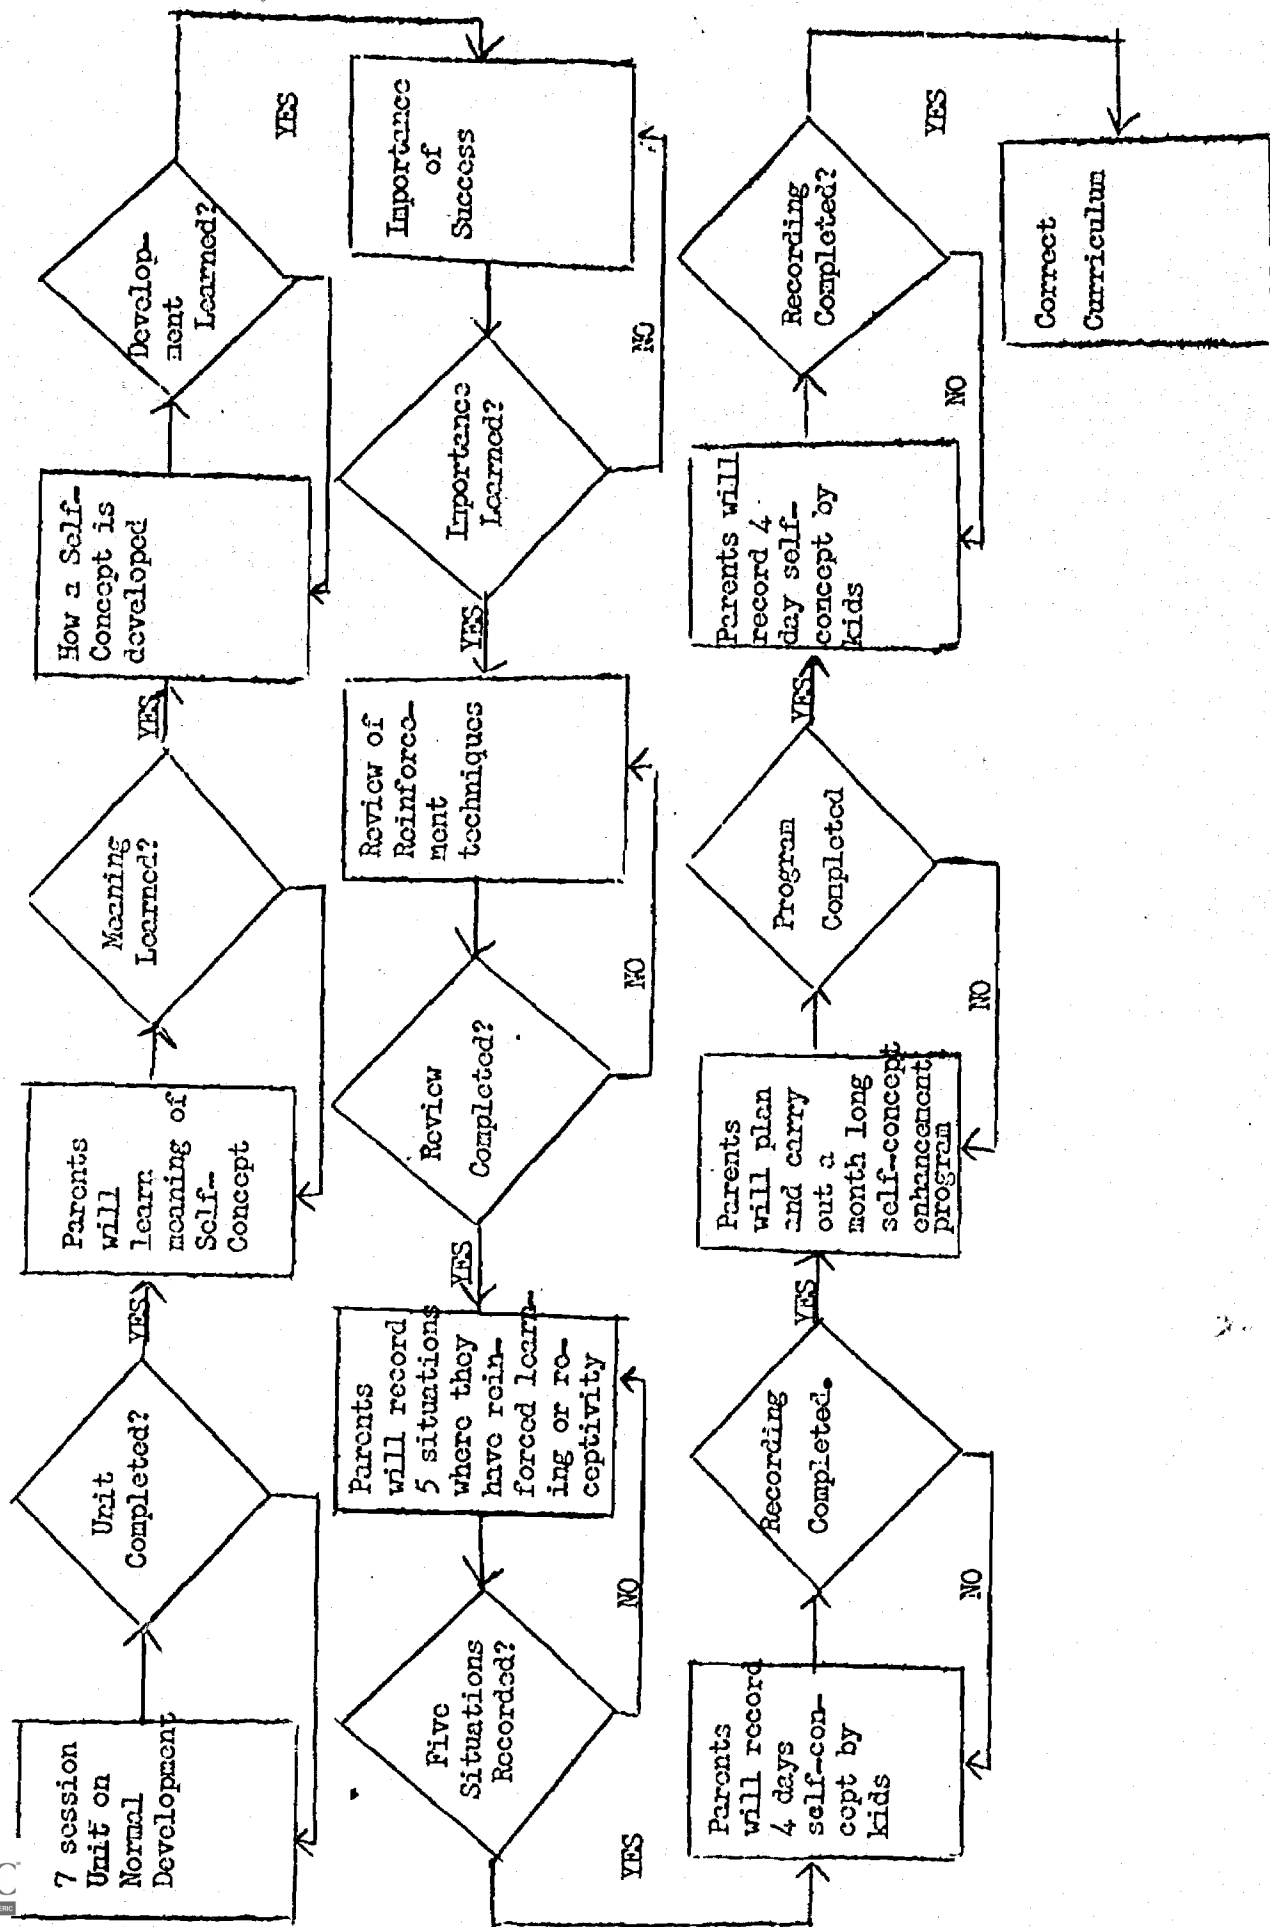 7 session
Unit on
Normal
Development
Unit
Completed?
YES
Parents
will
learn
meaning of
Self-
Concept
Meaning
Learned?
YES
How a Self-
Concept is
developed
Develop-
ment
Learned?
YES
Importance
of
Success
Importance
Learned?
NO
YES
Review of
Reinforce-
ment
techniques
Review
Completed?
NO
YES
Parents
will record
5 situations
where they
have rein-
forced learn-
ing or re-
ceptivity
Five
Situations
Recorded?
NO
YES
Parents
will record
4 days
self-con-
cept by
kids
Recording
Completed.
NO
YES
Parents
will plan
and carry
out a
month long
self-concept
enhancement
program
Program
Completed
NO
YES
Parents will
record 4
day self-
concept by
kids
Recording
Completed?
NO
YES
Correct
Curriculum
ERIC